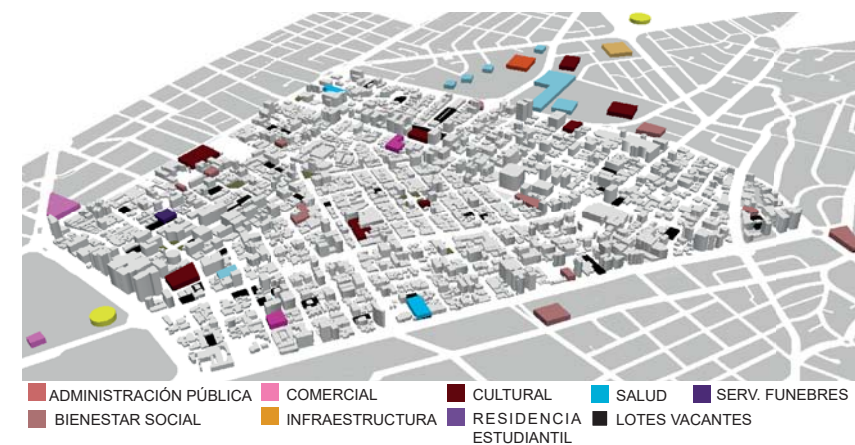 ADMINISTRACIÓN PÚBLICA COMERCIAL CULTURAL SALUD SERV. FUNEBRES
BIENESTAR SOCIAL INFRAESTRUCTURA RESIDENCIA LOTES VACANTES
ESTUDIANTIL